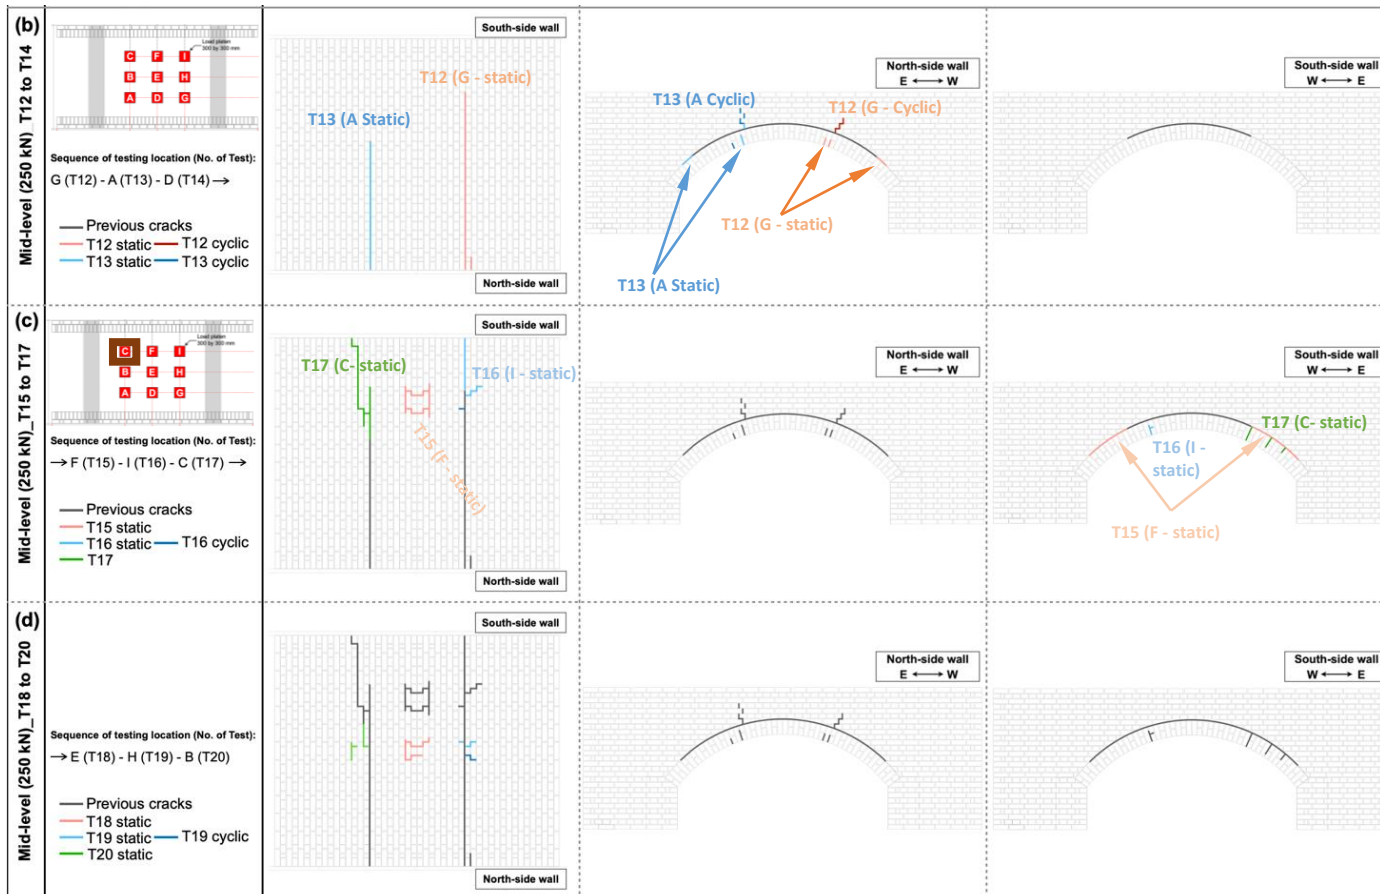 (b)
Mid-level (250 kN)_T12 to T14
Load platen
300 by 300 mm
C F I
B E H
A D G
Sequence of testing location (No. of Test):
G (T12) - A (T13) - D (T14) →
Previous cracks
T12 static T12 cyclic
T13 static T13 cyclic
South-side wall
T12 (G - static)
T13 (A Static)
North-side wall
North-side wall
E ↔ W
T13 (A Cyclic)
T12 (G - Cyclic)
T12 (G - static)
T13 (A Static)
South-side wall
W ↔ E
(c)
Mid-level (250 kN)_T15 to T17
Load platen
300 by 300 mm
C F I
B E H
A D G
Sequence of testing location (No. of Test):
→ F (T15) - I (T16) - C (T17) →
Previous cracks
T15 static
T16 static T16 cyclic
T17
South-side wall
T17 (C- static)
T16 (I - static)
T15 (F - static)
North-side wall
North-side wall
E ↔ W
South-side wall
W ↔ E
T17 (C- static)
T16 (I -
static)
T15 (F - static)
(d)
Mid-level (250 kN)_T18 to T20
Sequence of testing location (No. of Test):
→ E (T18) - H (T19) - B (T20)
Previous cracks
T18 static
T19 static T19 cyclic
T20 static
South-side wall
North-side wall
North-side wall
E ↔ W
South-side wall
W ↔ E